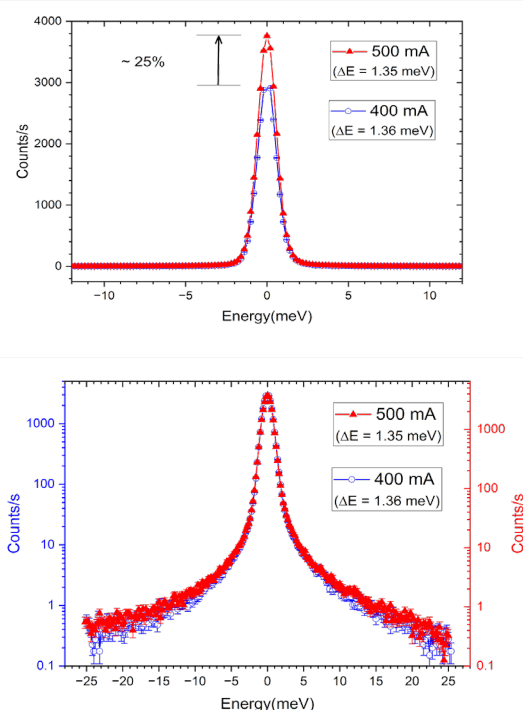 4000
3000
2000
1000
0
Counts/s
~ 25%
500 mA
(ΔE = 1.35 meV)
400 mA
(ΔE = 1.36 meV)
−10 −5 0 5 10
Energy(meV)
1000
100
10
1
0.1
Counts/s
500 mA
(ΔE = 1.35 meV)
400 mA
(ΔE = 1.36 meV)
1000
100
10
1
0.1
Counts/s
−25 −20 −15 −10 −5 0 5 10 15 20 25
Energy(meV)